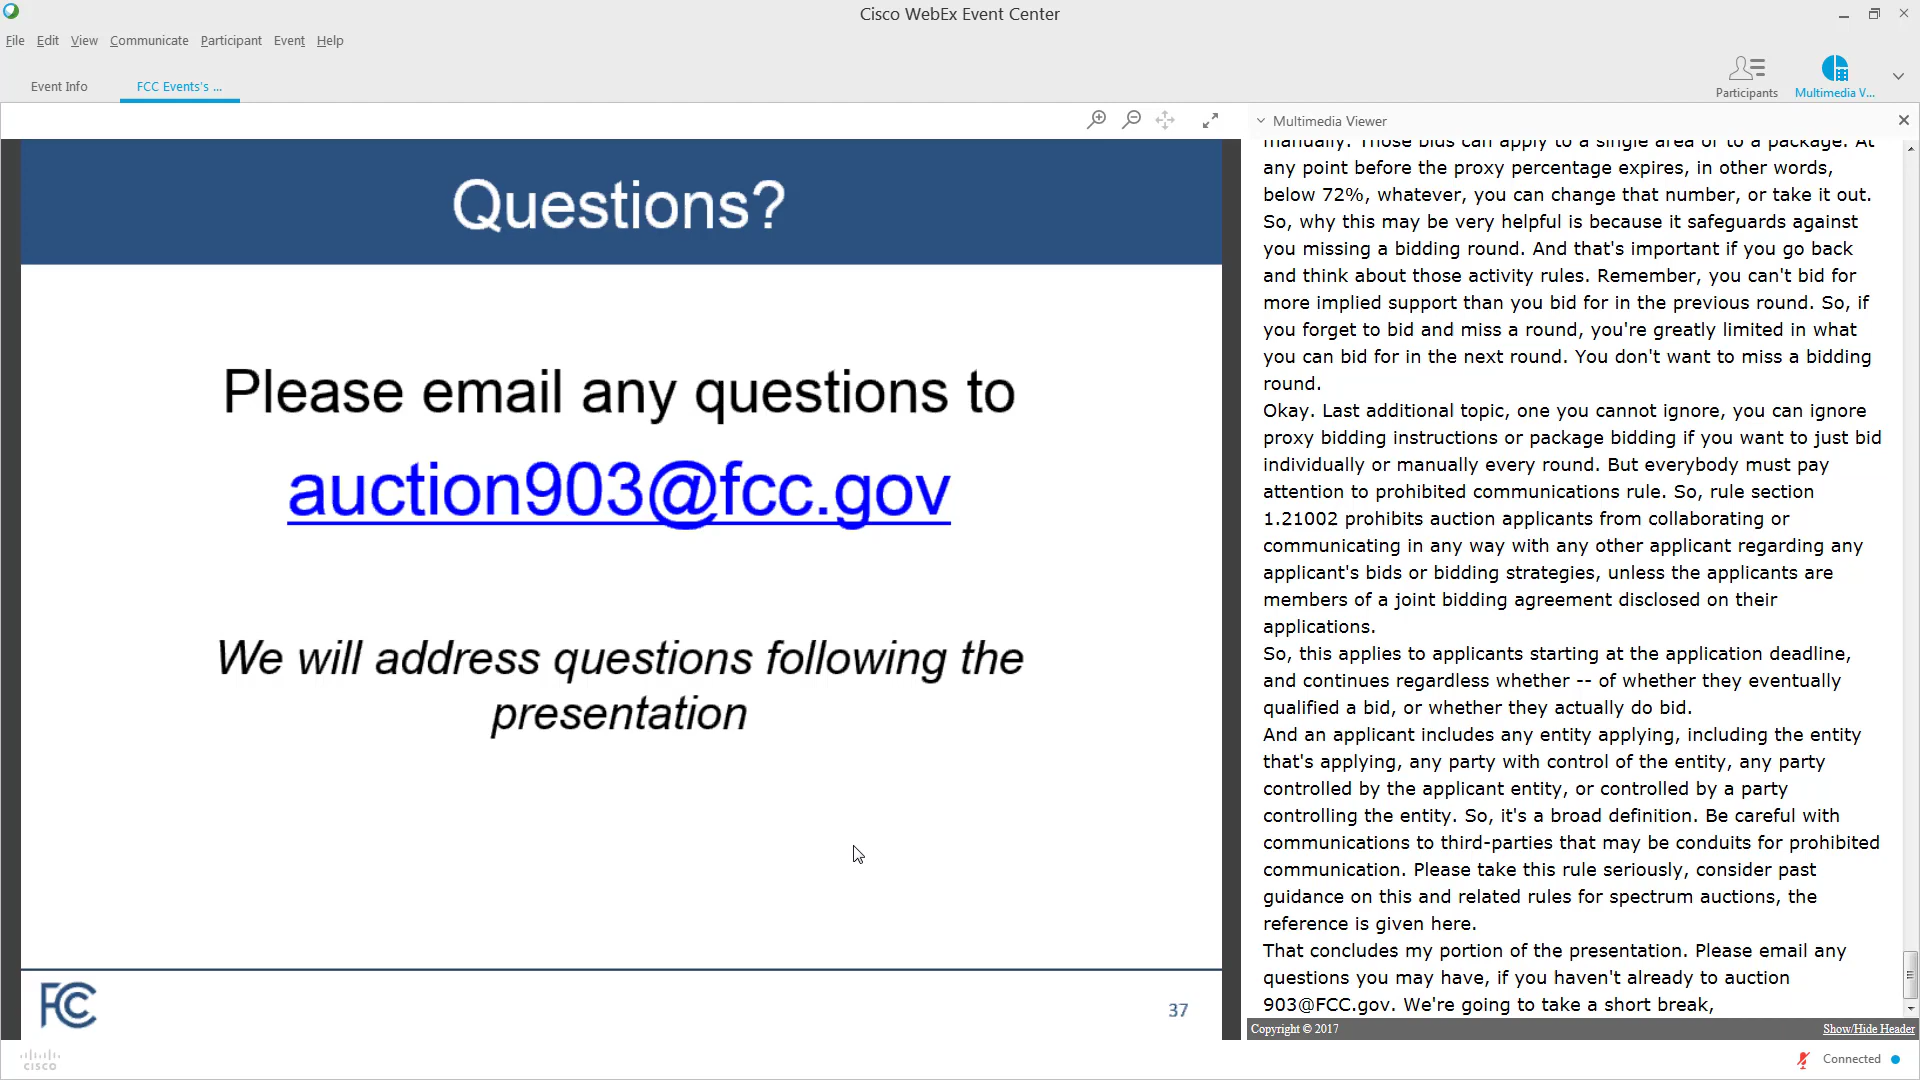 Cisco WebEx Event Center
File Edit View Communicate Participant Event Help
Event Info FCC Events's ...
Participants Multimedia V...
Multimedia Viewer
Questions?
Please email any questions to
auction903@fcc.gov
We will address questions following the
presentation
FCC
37
manually. Those bids can apply to a single area or to a package. At
any point before the proxy percentage expires, in other words,
below 72%, whatever, you can change that number, or take it out.
So, why this may be very helpful is because it safeguards against
you missing a bidding round. And that's important if you go back
and think about those activity rules. Remember, you can't bid for
more implied support than you bid for in the previous round. So, if
you forget to bid and miss a round, you're greatly limited in what
you can bid for in the next round. You don't want to miss a bidding
round.
Okay. Last additional topic, one you cannot ignore, you can ignore
proxy bidding instructions or package bidding if you want to just bid
individually or manually every round. But everybody must pay
attention to prohibited communications rule. So, rule section
1.21002 prohibits auction applicants from collaborating or
communicating in any way with any other applicant regarding any
applicant's bids or bidding strategies, unless the applicants are
members of a joint bidding agreement disclosed on their
applications.
So, this applies to applicants starting at the application deadline,
and continues regardless whether -- of whether they eventually
qualified a bid, or whether they actually do bid.
And an applicant includes any entity applying, including the entity
that's applying, any party with control of the entity, any party
controlled by the applicant entity, or controlled by a party
controlling the entity. So, it's a broad definition. Be careful with
communications to third-parties that may be conduits for prohibited
communication. Please take this rule seriously, consider past
guidance on this and related rules for spectrum auctions, the
reference is given here.
That concludes my portion of the presentation. Please email any
questions you may have, if you haven't already to auction
903@FCC.gov. We're going to take a short break,
Copyright © 2017 Show/Hide Header
cisco
Connected